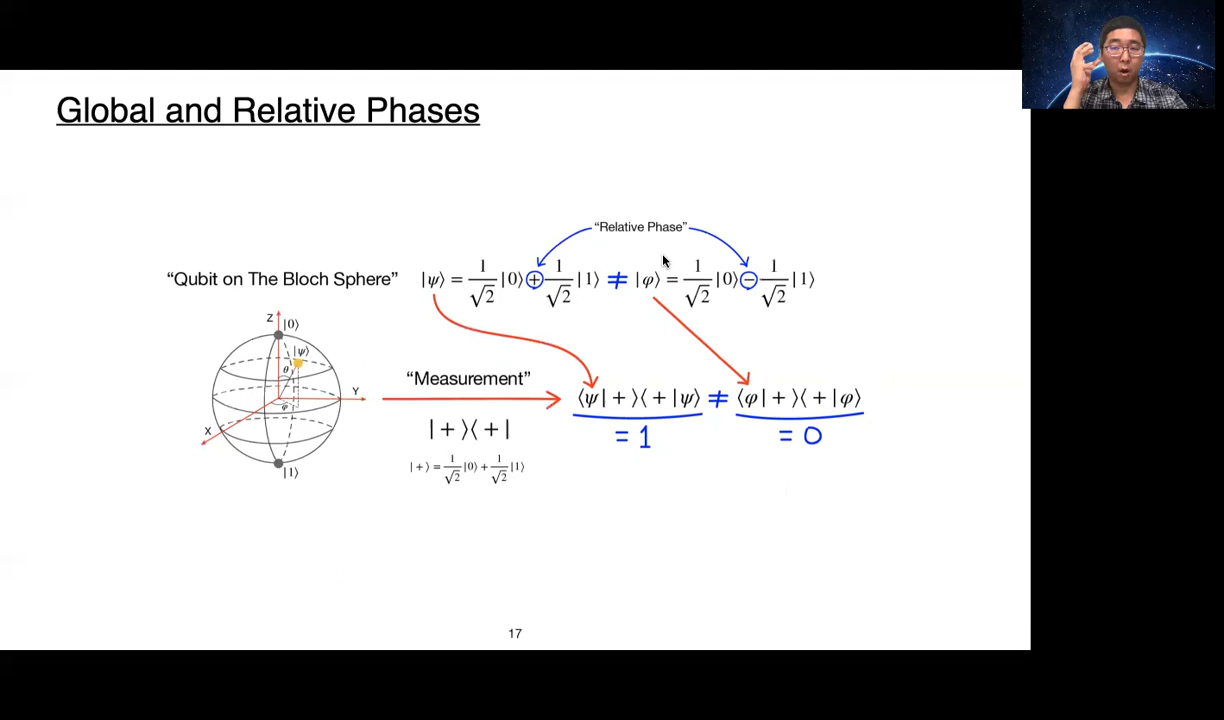 Global and Relative Phases
“Relative Phase”
“Qubit on The Bloch Sphere”
|ψ⟩ = 1/√2 |0⟩ + 1/√2 |1⟩ ≠ |φ⟩ = 1/√2 |0⟩ − 1/√2 |1⟩
Z |0⟩
|ψ⟩
θ
Y
φ
X
|1⟩
“Measurement”
⟨ψ|+⟩⟨+|ψ⟩ ≠ ⟨φ|+⟩⟨+|φ⟩
= 1 = 0
|+⟩⟨+|
|+⟩ = 1/√2 |0⟩ + 1/√2 |1⟩
17